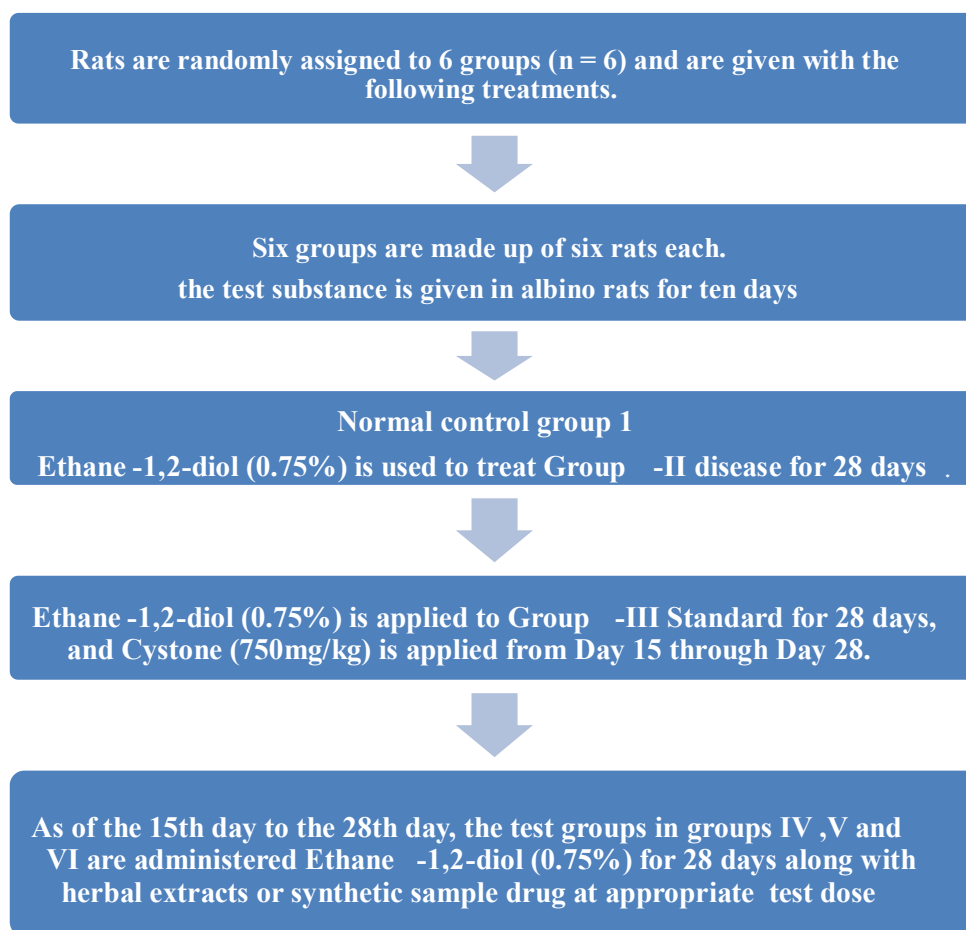 Rats are randomly assigned to 6 groups (n = 6) and are given with the
following treatments.
Six groups are made up of six rats each.
the test substance is given in albino rats for ten days
Normal control group 1
Ethane -1,2-diol (0.75%) is used to treat Group -II disease for 28 days .
Ethane -1,2-diol (0.75%) is applied to Group -III Standard for 28 days,
and Cystone (750mg/kg) is applied from Day 15 through Day 28.
As of the 15th day to the 28th day, the test groups in groups IV ,V and
VI are administered Ethane -1,2-diol (0.75%) for 28 days along with
herbal extracts or synthetic sample drug at appropriate test dose